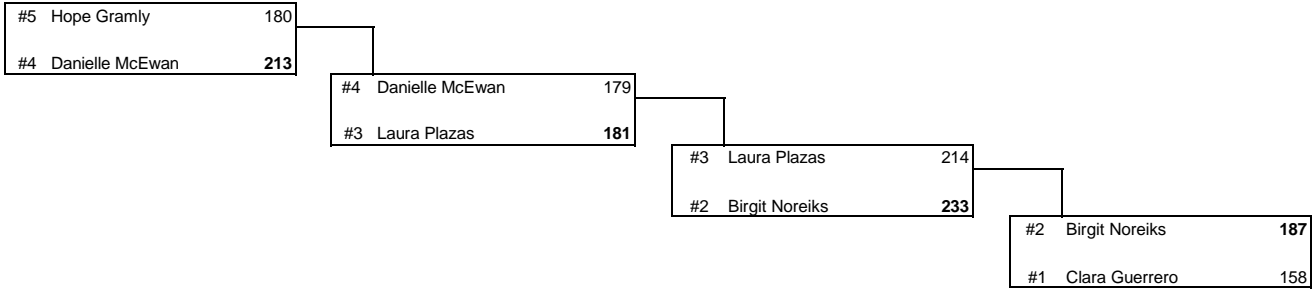 #5 Hope Gramly 180
#4 Danielle McEwan 213
#4 Danielle McEwan 179
#3 Laura Plazas 181
#3 Laura Plazas 214
#2 Birgit Noreiks 233
#2 Birgit Noreiks 187
#1 Clara Guerrero 158